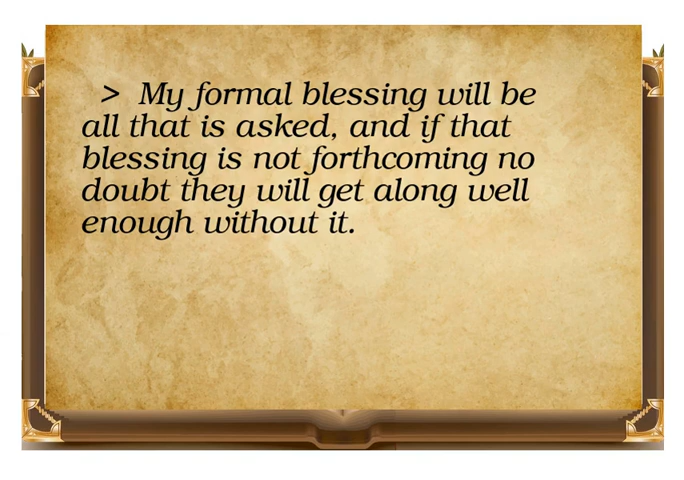 > My formal blessing will be
all that is asked, and if that
blessing is not forthcoming no
doubt they will get along well
enough without it.